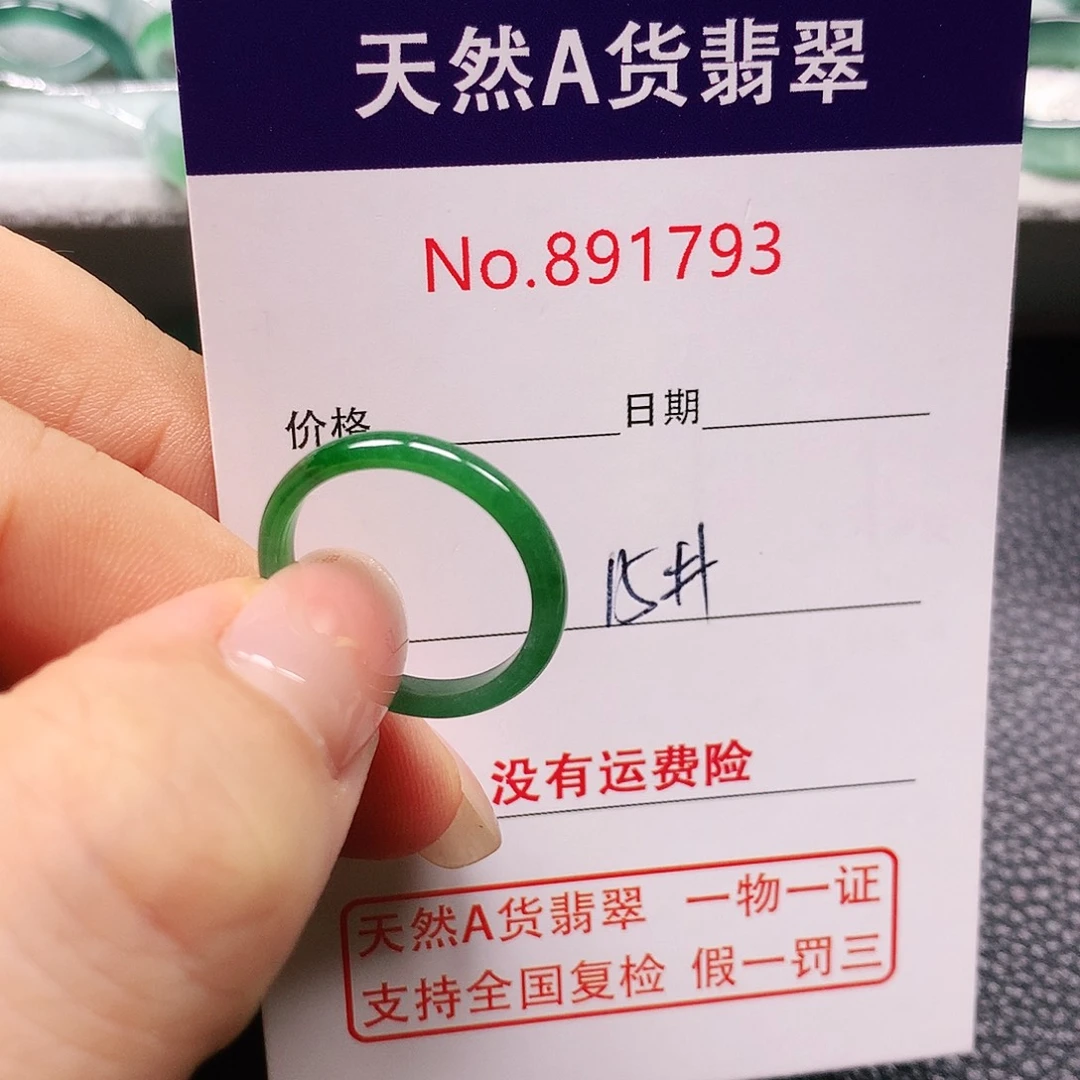 天然A货翡翠
No.891793
价格 日期
15#
没有运费险
天然A货翡翠 一物一证
支持全国复检 假一罚三